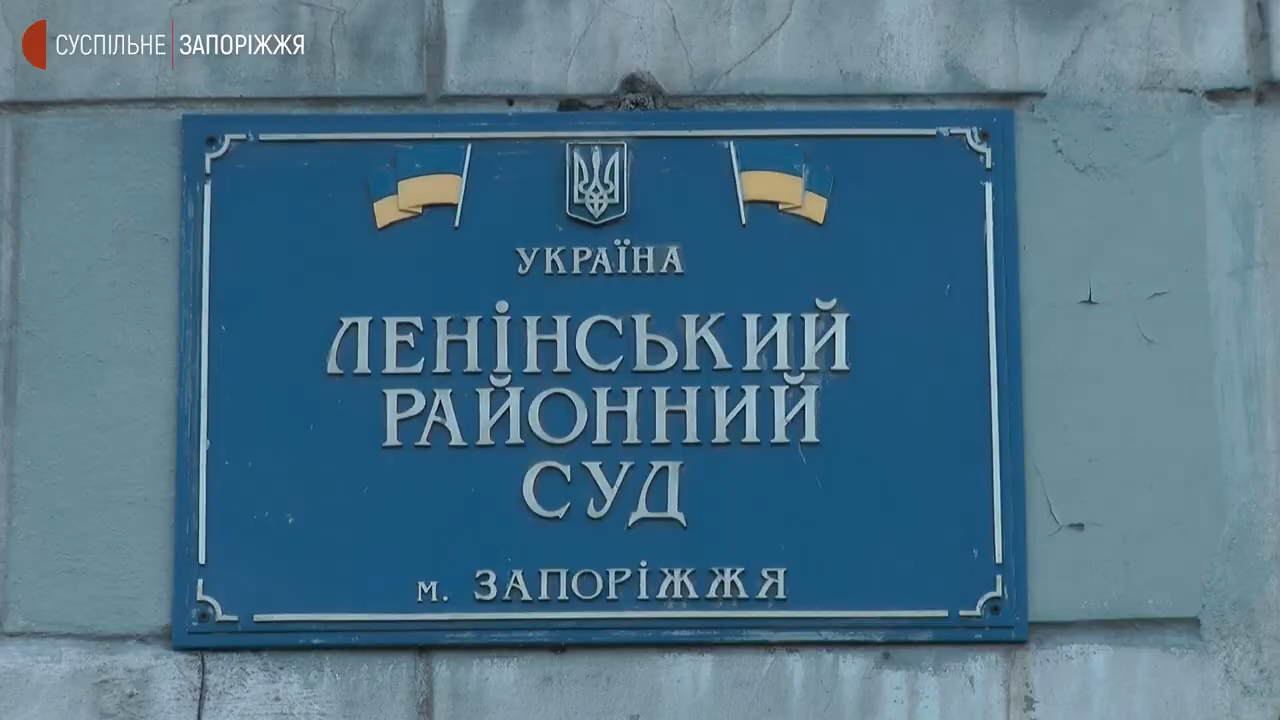 СУСПІЛЬНЕ ЗАПОРІЖЖЯ
УКРАЇНА
ЛЕНІНСЬКИЙ
РАЙОННИЙ
СУД
м. ЗАПОРІЖЖЯ